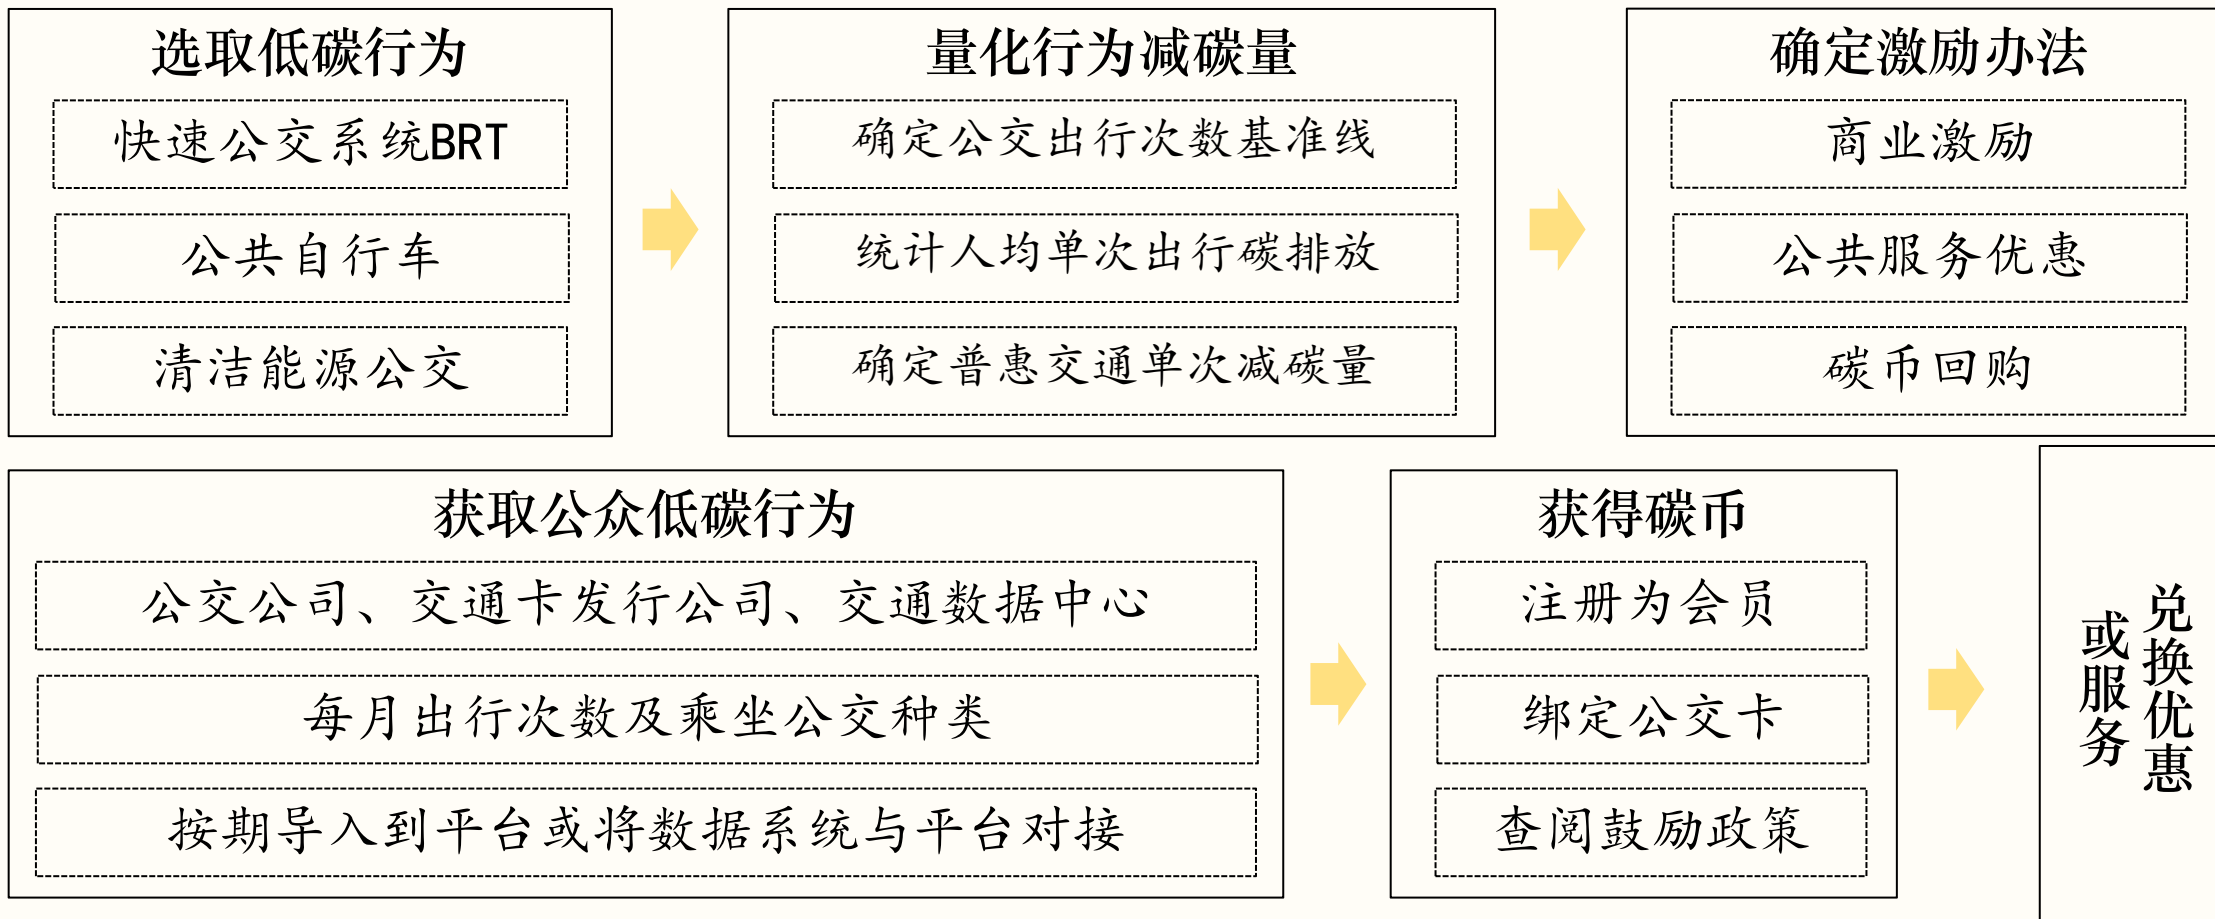 选取低碳行为
快速公交系统BRT
公共自行车
清洁能源公交
量化行为减碳量
确定公交出行次数基准线
统计人均单次出行碳排放
确定普惠交通单次减碳量
确定激励办法
商业激励
公共服务优惠
碳币回购
获取公众低碳行为
公交公司、交通卡发行公司、交通数据中心
每月出行次数及乘坐公交种类
按期导入到平台或将数据系统与平台对接
获得碳币
注册为会员
绑定公交卡
查阅鼓励政策
兑换优惠
或服务